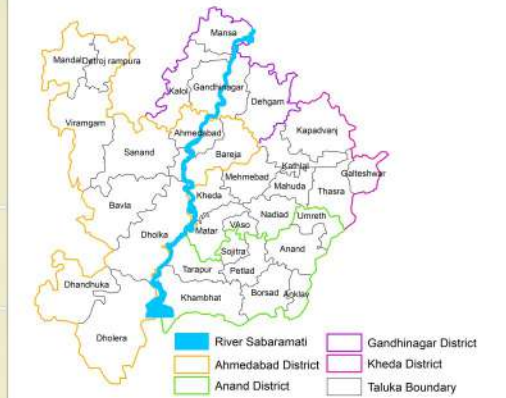 Mansa
Mandal
Detroj rampura
Kalol
Gandhinagar
Dehgam
Viramgam
Ahmedabad
Kapadvanj
Sanand
Bareja
Kathlal
Galteshwar
Mehmebad
Mahuda
Thasra
Bavla
Kheda
Nadiad
Umreth
Matar
VAso
Dholka
Sojitra
Anand
Tarapur
Petlad
Dhandhuka
Khambhat
Borsad
Anklav
Dholera
River Sabaramati
Ahmedabad District
Anand District
Gandhinagar District
Kheda District
Taluka Boundary